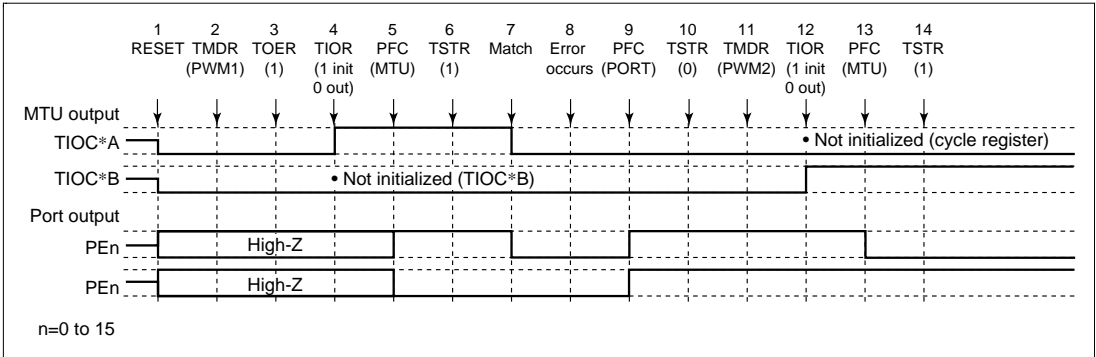 1 2 3 4 5 6 7 8 9 10 11 12 13 14
RESET TMDR TOER TIOR PFC TSTR Match Error PFC TSTR TMDR TIOR PFC TSTR
(PWM1) (1) (1 init (MTU) (1) occurs (PORT) (0) (PWM2) (1 init (MTU) (1)
0 out) 0 out)
MTU output
TIOC*A • Not initialized (cycle register)
TIOC*B • Not initialized (TIOC*B)
Port output
PEn High-Z
PEn High-Z
n=0 to 15